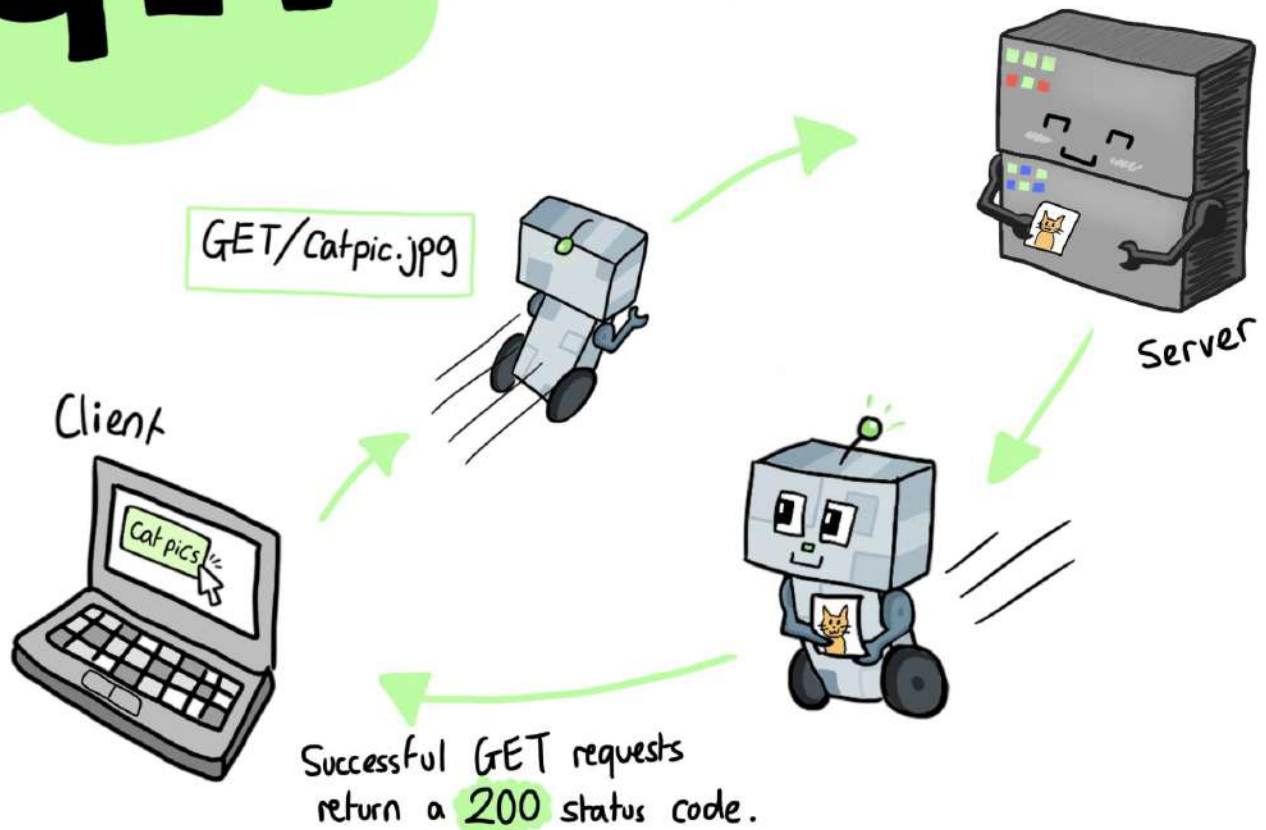 GET/Catpic.jpg
Server
Client
Cat pics
Successful GET requests
return a 200 status code.